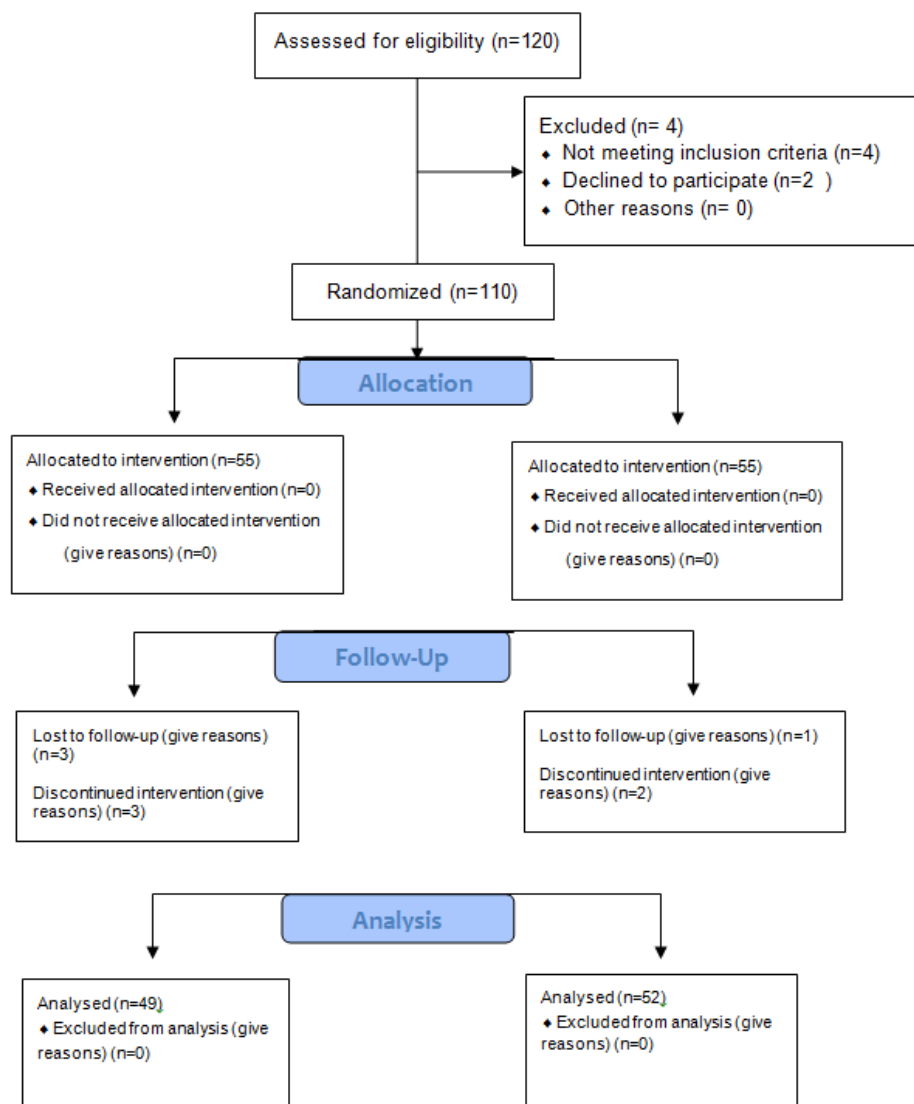 Assessed for eligibility (n=120)
Excluded (n= 4)
⬥ Not meeting inclusion criteria (n=4)
⬥ Declined to participate (n=2  )
⬥ Other reasons (n= 0)
Randomized (n=110)
Allocation
Allocated to intervention (n=55)
⬥ Received allocated intervention (n=0)
⬥ Did not receive allocated intervention
(give reasons) (n=0)
Allocated to intervention (n=55)
⬥ Received allocated intervention (n=0)
⬥ Did not receive allocated intervention
(give reasons) (n=0)
Follow-Up
Lost to follow-up (give reasons)
(n=3)
Discontinued intervention (give
reasons) (n=3)
Lost to follow-up (give reasons) (n=1)
Discontinued intervention (give
reasons) (n=2)
Analysis
Analysed (n=49)
⬥ Excluded from analysis (give
reasons) (n=0)
Analysed (n=52)
⬥ Excluded from analysis (give
reasons) (n=0)